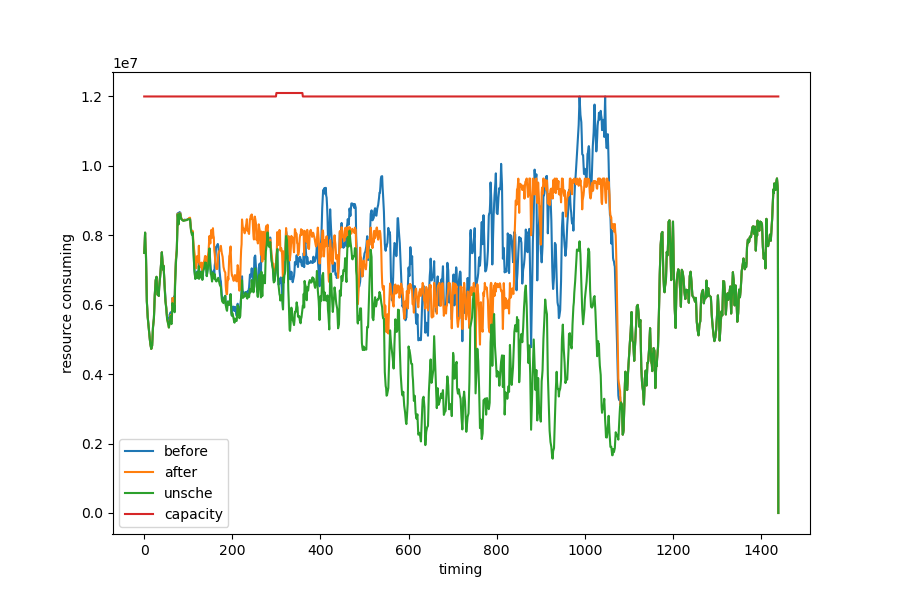 1e7
1.2
1.0
0.8
0.6
0.4
0.2
0.0
resource consuming
before
after
unsche
capacity
0 200 400 600 800 1000 1200 1400
timing